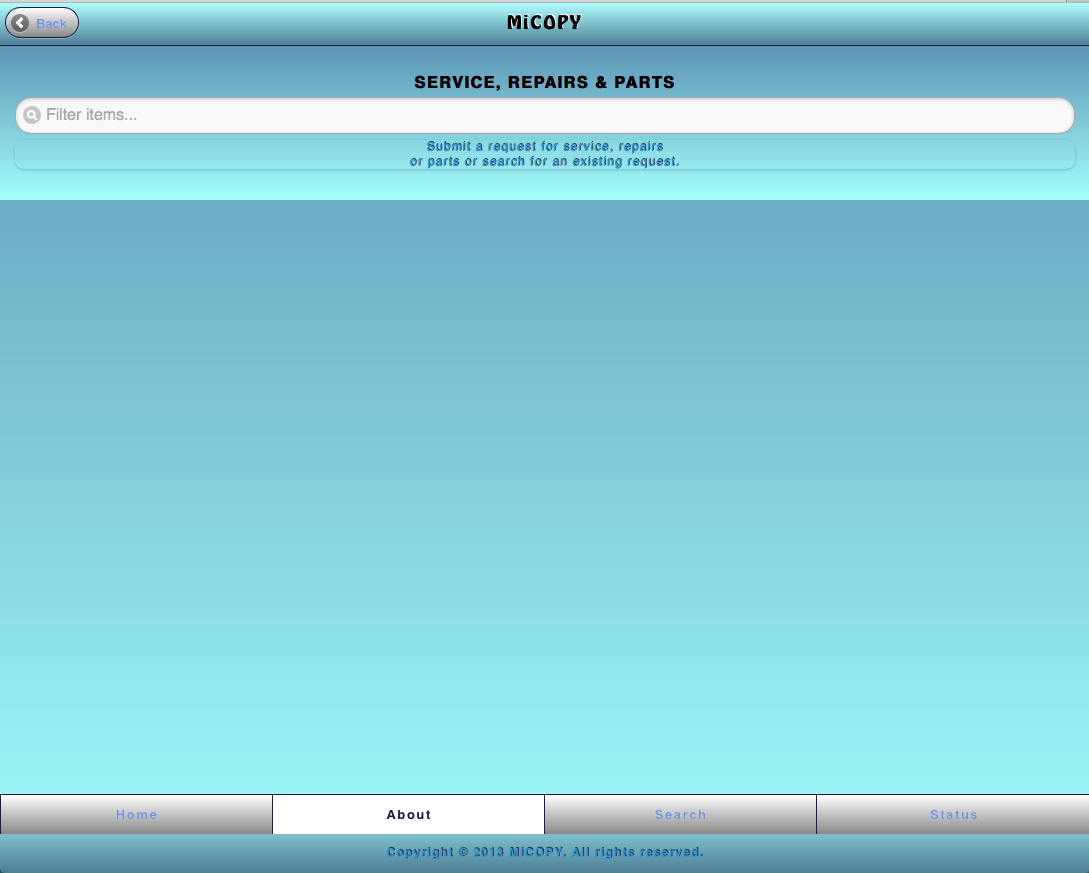 Back
MiCOPY
SERVICE, REPAIRS & PARTS
Filter items...
Submit a request for service, repairs
or parts or search for an existing request.
Home
About
Search
Status
Copyright © 2013 MiCOPY. All rights reserved.